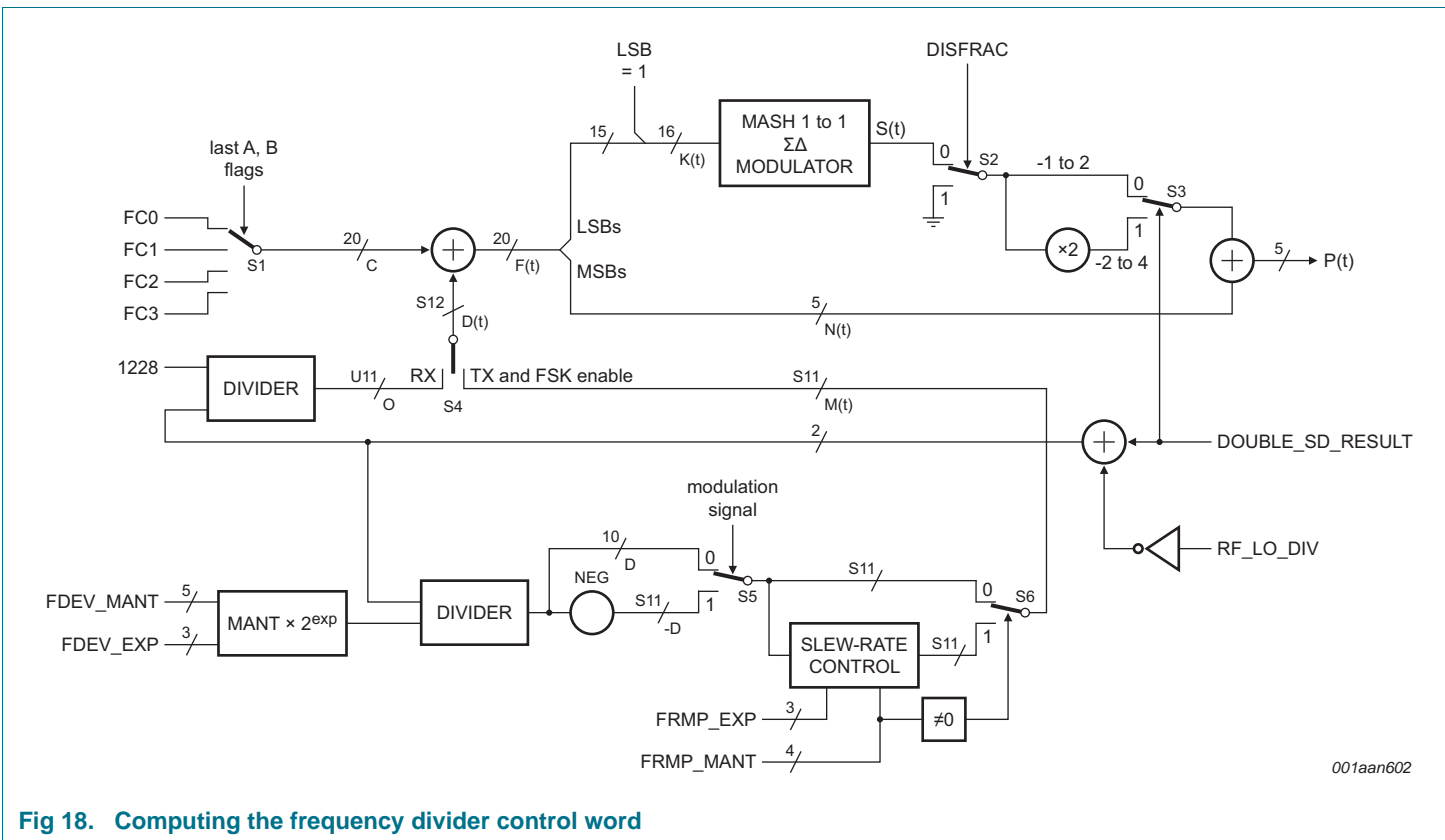 LSB
= 1
DISFRAC
last A, B
flags
15
16
K(t)
MASH 1 to 1
ΣΔ
MODULATOR
S(t)
0
S2
1
-1 to 2
0
S3
1
×2
-2 to 4
FC0
FC1
FC2
FC3
S1
20
C
+
20
F(t)
LSBs
MSBs
+
5
P(t)
S12
D(t)
5
N(t)
1228
DIVIDER
U11
O
RX
TX and FSK enable
S4
S11
M(t)
2
+
DOUBLE_SD_RESULT
modulation
signal
RF_LO_DIV
FDEV_MANT
5
FDEV_EXP
3
MANT × 2exp
DIVIDER
10
D
NEG
S11
-D
0
1
S5
S11
0
S6
1
SLEW-RATE
CONTROL
S11
FRMP_EXP
3
≠0
FRMP_MANT
4
001aan602
Fig 18. Computing the frequency divider control word